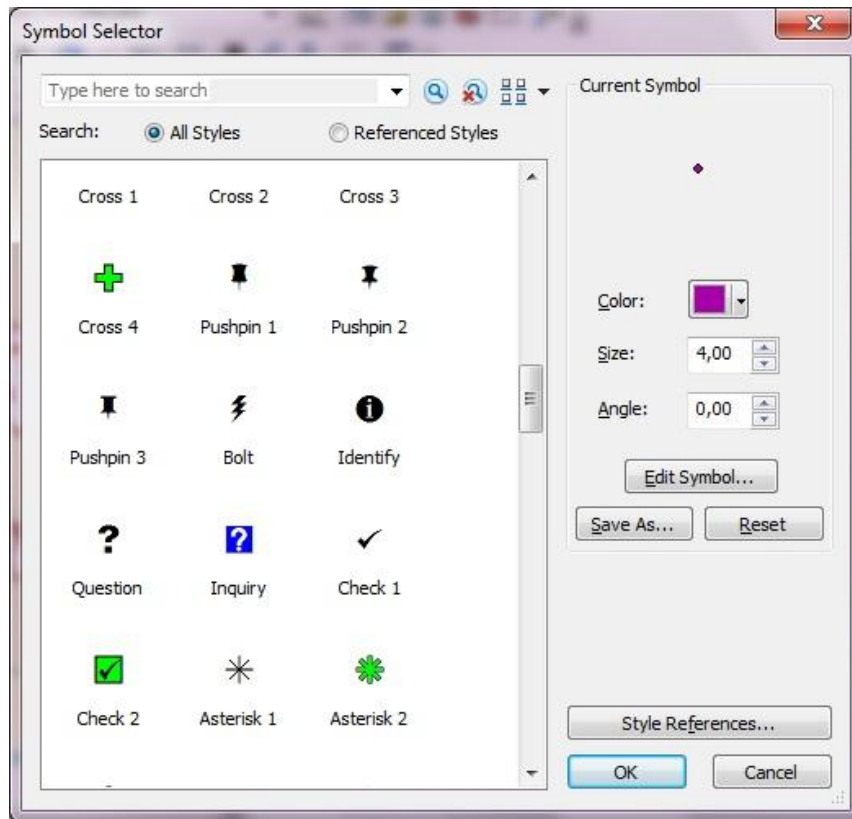 Symbol Selector
Type here to search
Search: All Styles Referenced Styles
Cross 1 Cross 2 Cross 3
Cross 4 Pushpin 1 Pushpin 2
Pushpin 3 Bolt Identify
Question Inquiry Check 1
Check 2 Asterisk 1 Asterisk 2
Current Symbol
Color:
Size: 4,00
Angle: 0,00
Edit Symbol...
Save As... Reset
Style References...
OK Cancel